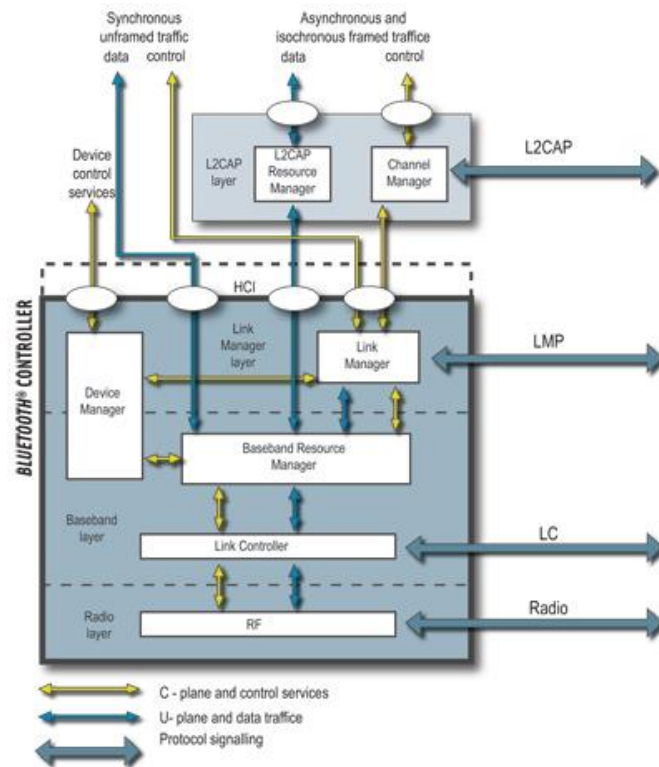 Synchronous
unframed traffic
data control
Asynchronous and
isochronous framed traffice
data control
Device
control
services
L2CAP
layer
L2CAP
Resource
Manager
Channel
Manager
L2CAP
HCI
BLUETOOTH® CONTROLLER
Link
Manager
layer
Link
Manager
LMP
Device
Manager
Baseband Resource
Manager
Baseband
layer
Link Controller
LC
Radio
layer
RF
Radio
C - plane and control services
U- plane and data traffice
Protocol signalling